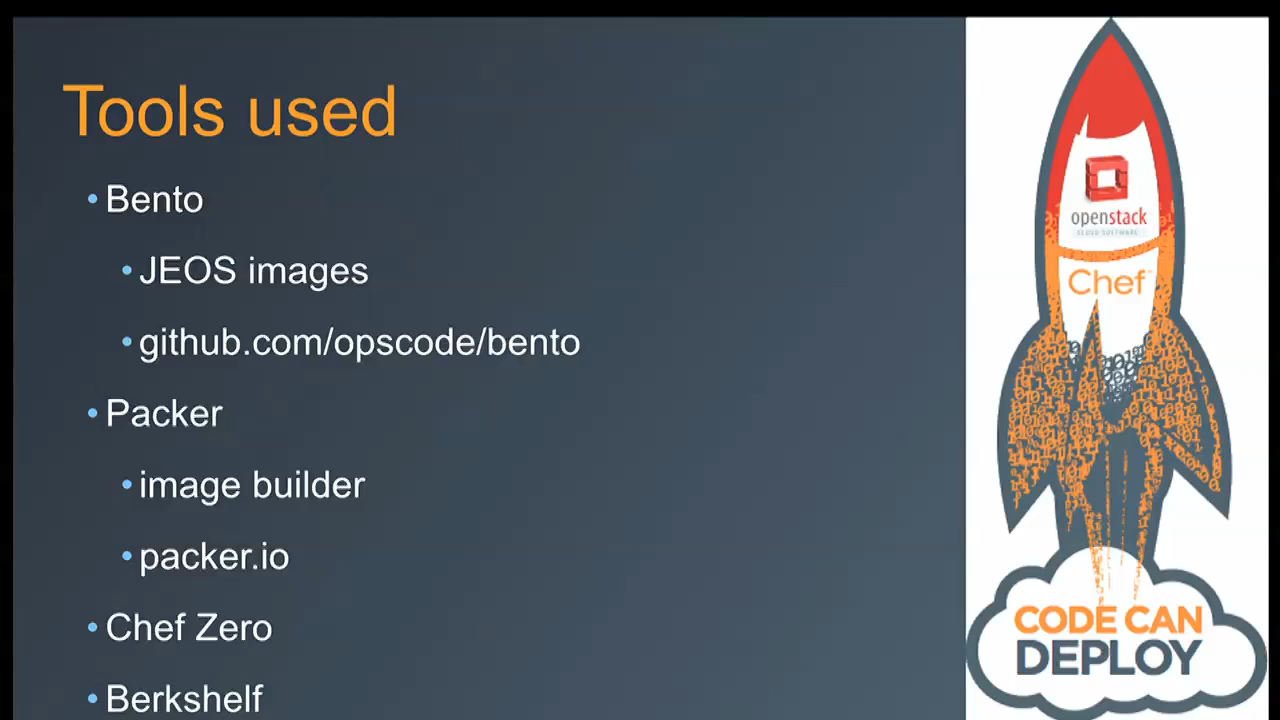 Tools used
• Bento
• JEOS images
• github.com/opscode/bento
• Packer
• image builder
• packer.io
• Chef Zero
• Berkshelf
openstack
CLOUD SOFTWARE
Chef™
CODE CAN
DEPLOY